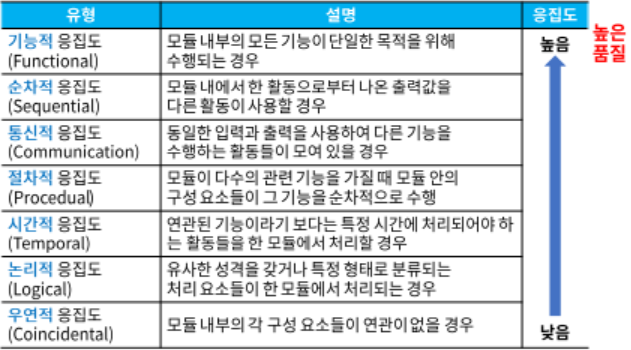 유형 설명 응집도
기능적 응집도
(Functional)
모듈 내부의 모든 기능이 단일한 목적을 위해
수행되는 경우
높음
높은
품질
순차적 응집도
(Sequential)
모듈 내에서 한 활동으로부터 나온 출력값을
다른 활동이 사용할 경우
통신적 응집도
(Communication)
동일한 입력과 출력을 사용하여 다른 기능을
수행하는 활동들이 모여 있을 경우
절차적 응집도
(Procedual)
모듈이 다수의 관련 기능을 가질 때 모듈 안의
구성 요소들이 그 기능을 순차적으로 수행
시간적 응집도
(Temporal)
연관된 기능이라기 보다는 특정 시간에 처리되어야 하
는 활동들을 한 모듈에서 처리할 경우
논리적 응집도
(Logical)
유사한 성격을 갖거나 특정 형태로 분류되는
처리 요소들이 한 모듈에서 처리되는 경우
우연적 응집도
(Coincidental)
모듈 내부의 각 구성 요소들이 연관이 없을 경우
낮음